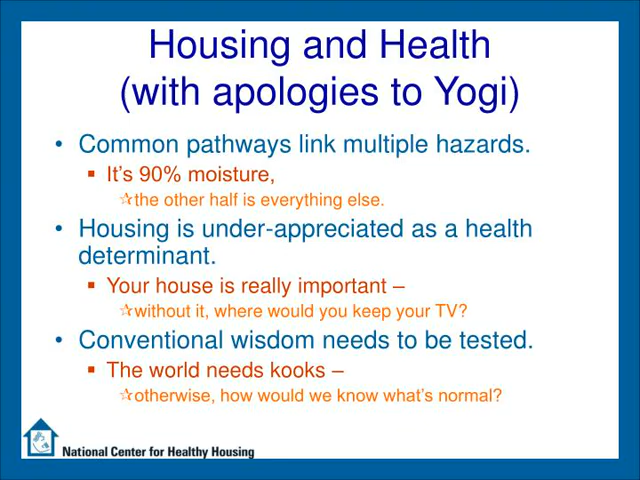 Housing and Health
(with apologies to Yogi)
• Common pathways link multiple hazards.
▪ It's 90% moisture,
☆the other half is everything else.
• Housing is under-appreciated as a health
determinant.
▪ Your house is really important –
☆without it, where would you keep your TV?
• Conventional wisdom needs to be tested.
▪ The world needs kooks –
☆otherwise, how would we know what's normal?
National Center for Healthy Housing